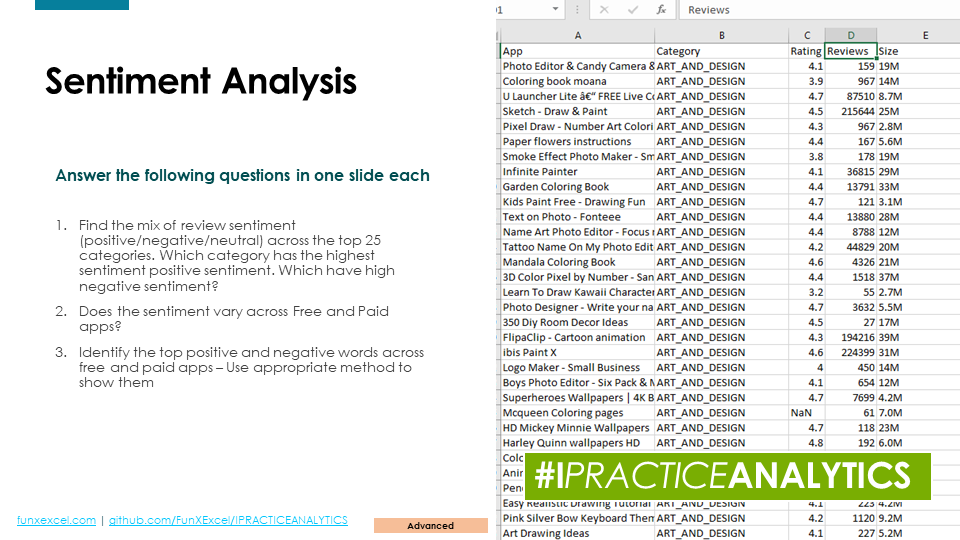 Sentiment Analysis
Answer the following questions in one slide each
1. Find the mix of review sentiment
(positive/negative/neutral) across the top 25
categories. Which category has the highest
sentiment positive sentiment. Which have high
negative sentiment?
2. Does the sentiment vary across Free and Paid
apps?
3. Identify the top positive and negative words across
free and paid apps – Use appropriate method to
show them
funxexcel.com | github.com/FunXExcel/IPRACTICEANALYTICS
Advanced
fx Reviews
A B C D E
App Category Rating Reviews Size
Photo Editor & Candy Camera & ART_AND_DESIGN 4.1 159 19M
Coloring book moana ART_AND_DESIGN 3.9 967 14M
U Launcher Lite â€“ FREE Live Co ART_AND_DESIGN 4.7 87510 8.7M
Sketch - Draw & Paint ART_AND_DESIGN 4.5 215644 25M
Pixel Draw - Number Art Colori ART_AND_DESIGN 4.3 967 2.8M
Paper flowers instructions ART_AND_DESIGN 4.4 167 5.6M
Smoke Effect Photo Maker - Sm ART_AND_DESIGN 3.8 178 19M
Infinite Painter ART_AND_DESIGN 4.1 36815 29M
Garden Coloring Book ART_AND_DESIGN 4.4 13791 33M
Kids Paint Free - Drawing Fun ART_AND_DESIGN 4.7 121 3.1M
Text on Photo - Fonteee ART_AND_DESIGN 4.4 13880 28M
Name Art Photo Editor - Focus ART_AND_DESIGN 4.4 8788 12M
Tattoo Name On My Photo Edit ART_AND_DESIGN 4.2 44829 20M
Mandala Coloring Book ART_AND_DESIGN 4.6 4326 21M
3D Color Pixel by Number - San ART_AND_DESIGN 4.4 1518 37M
Learn To Draw Kawaii Character ART_AND_DESIGN 3.2 55 2.7M
Photo Designer - Write your na ART_AND_DESIGN 4.7 3632 5.5M
350 Diy Room Decor Ideas ART_AND_DESIGN 4.5 27 17M
FlipaClip - Cartoon animation ART_AND_DESIGN 4.3 194216 39M
ibis Paint X ART_AND_DESIGN 4.6 224399 31M
Logo Maker - Small Business ART_AND_DESIGN 4 450 14M
Boys Photo Editor - Six Pack & ART_AND_DESIGN 4.1 654 12M
Superheroes Wallpapers | 4K B ART_AND_DESIGN 4.7 7699 4.2M
Mcqueen Coloring pages ART_AND_DESIGN NaN 61 7.0M
HD Mickey Minnie Wallpapers ART_AND_DESIGN 4.7 118 23M
Harley Quinn wallpapers HD ART_AND_DESIGN 4.8 192 6.0M
#IPRACTICEANALYTICS
Easy Realistic Drawing Tutorial ART_AND_DESIGN 4.1 223 4.2M
Pink Silver Bow Keyboard Them ART_AND_DESIGN 4.2 1120 9.2M
Art Drawing Ideas ART_AND_DESIGN 4.1 227 5.2M